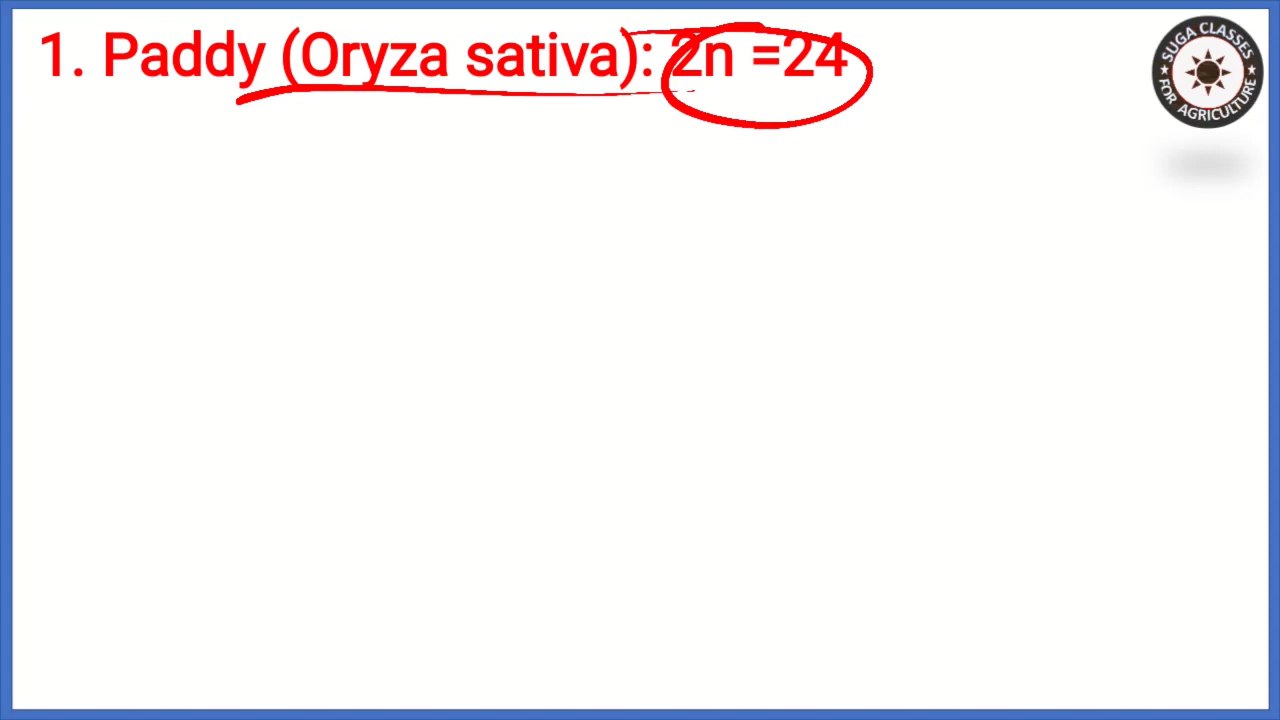 1. Paddy (Oryza sativa): 2n =24
SUGA CLASSES
FOR AGRICULTURE